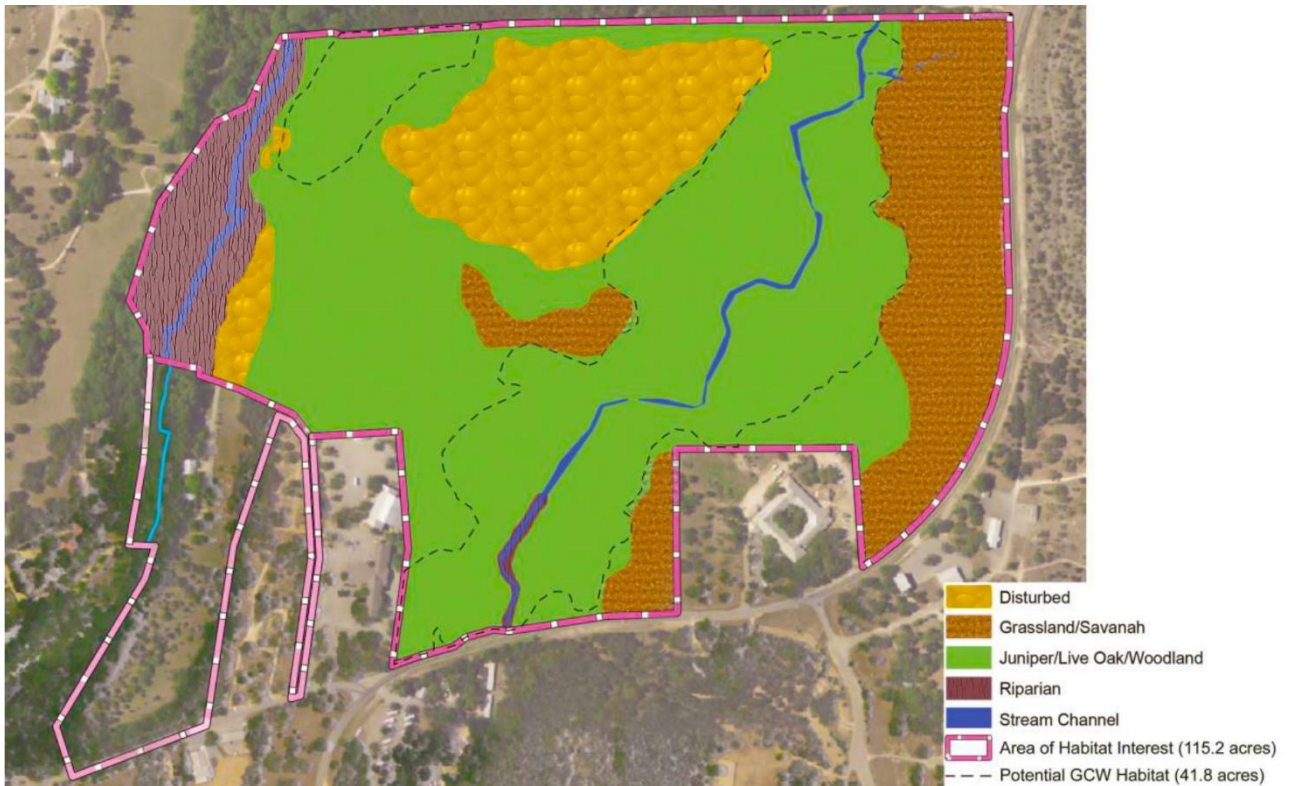 Disturbed
Grassland/Savanah
Juniper/Live Oak/Woodland
Riparian
Stream Channel
Area of Habitat Interest (115.2 acres)
Potential GCW Habitat (41.8 acres)